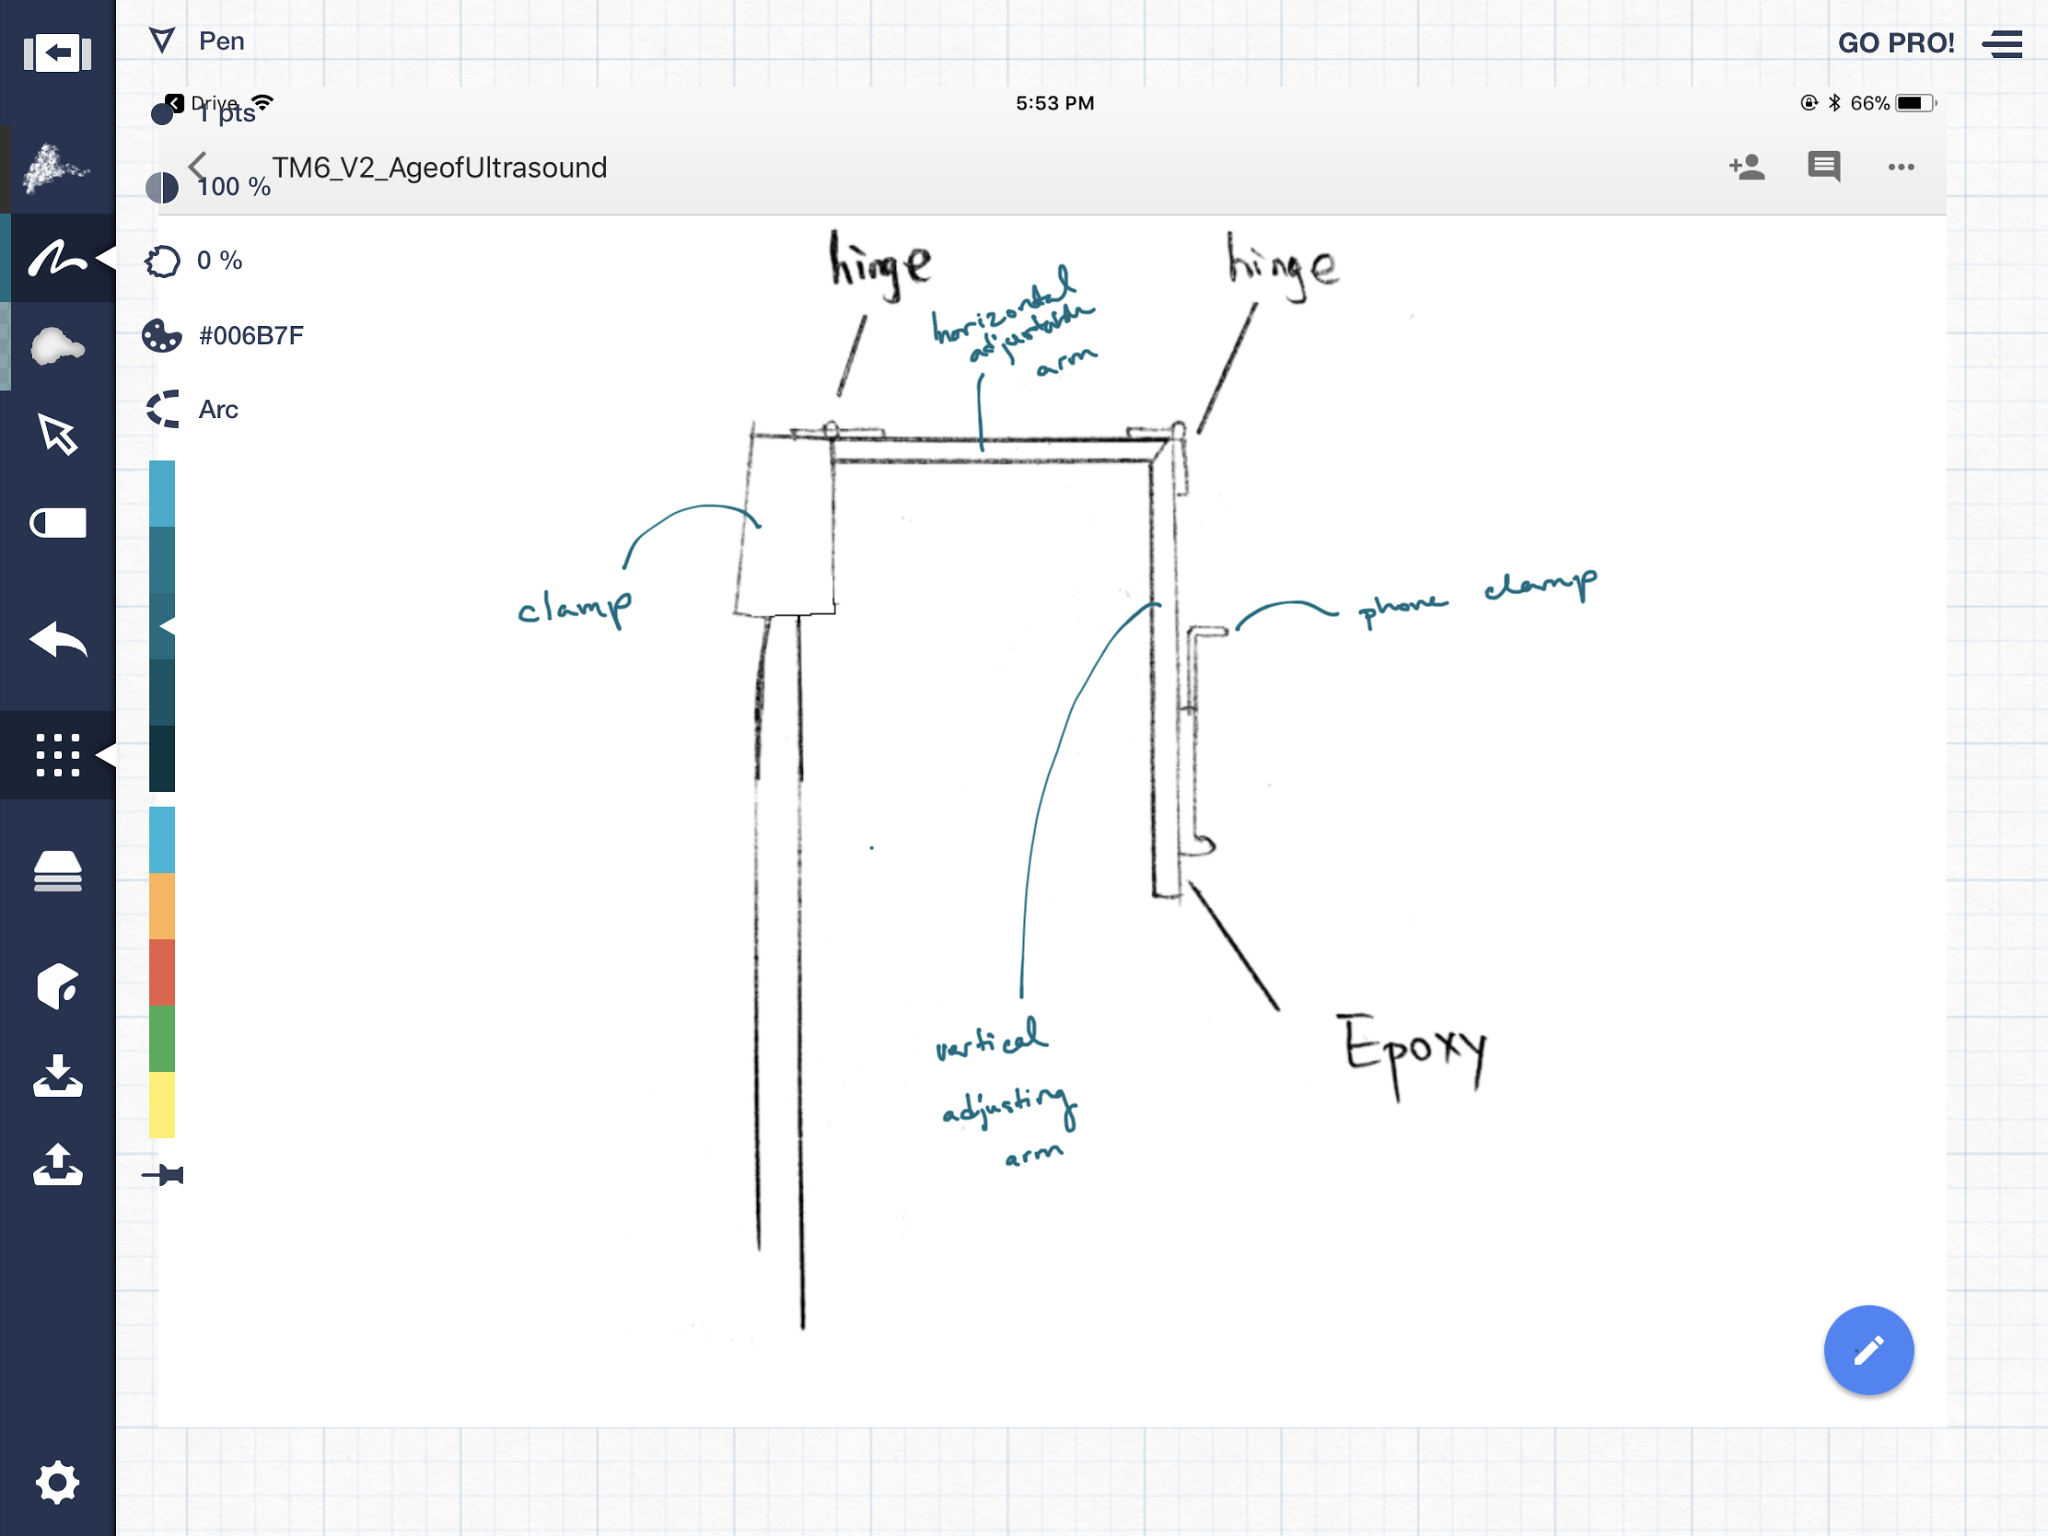 Pen
GO PRO!
Drive
5:53 PM
66%
1 pts
TM6_V2_AgeofUltrasound
100 %
hinge
hinge
0 %
horizontal
adjustable
arm
#006B7F
Arc
clamp
phone clamp
vertical
adjusting
arm
Epoxy